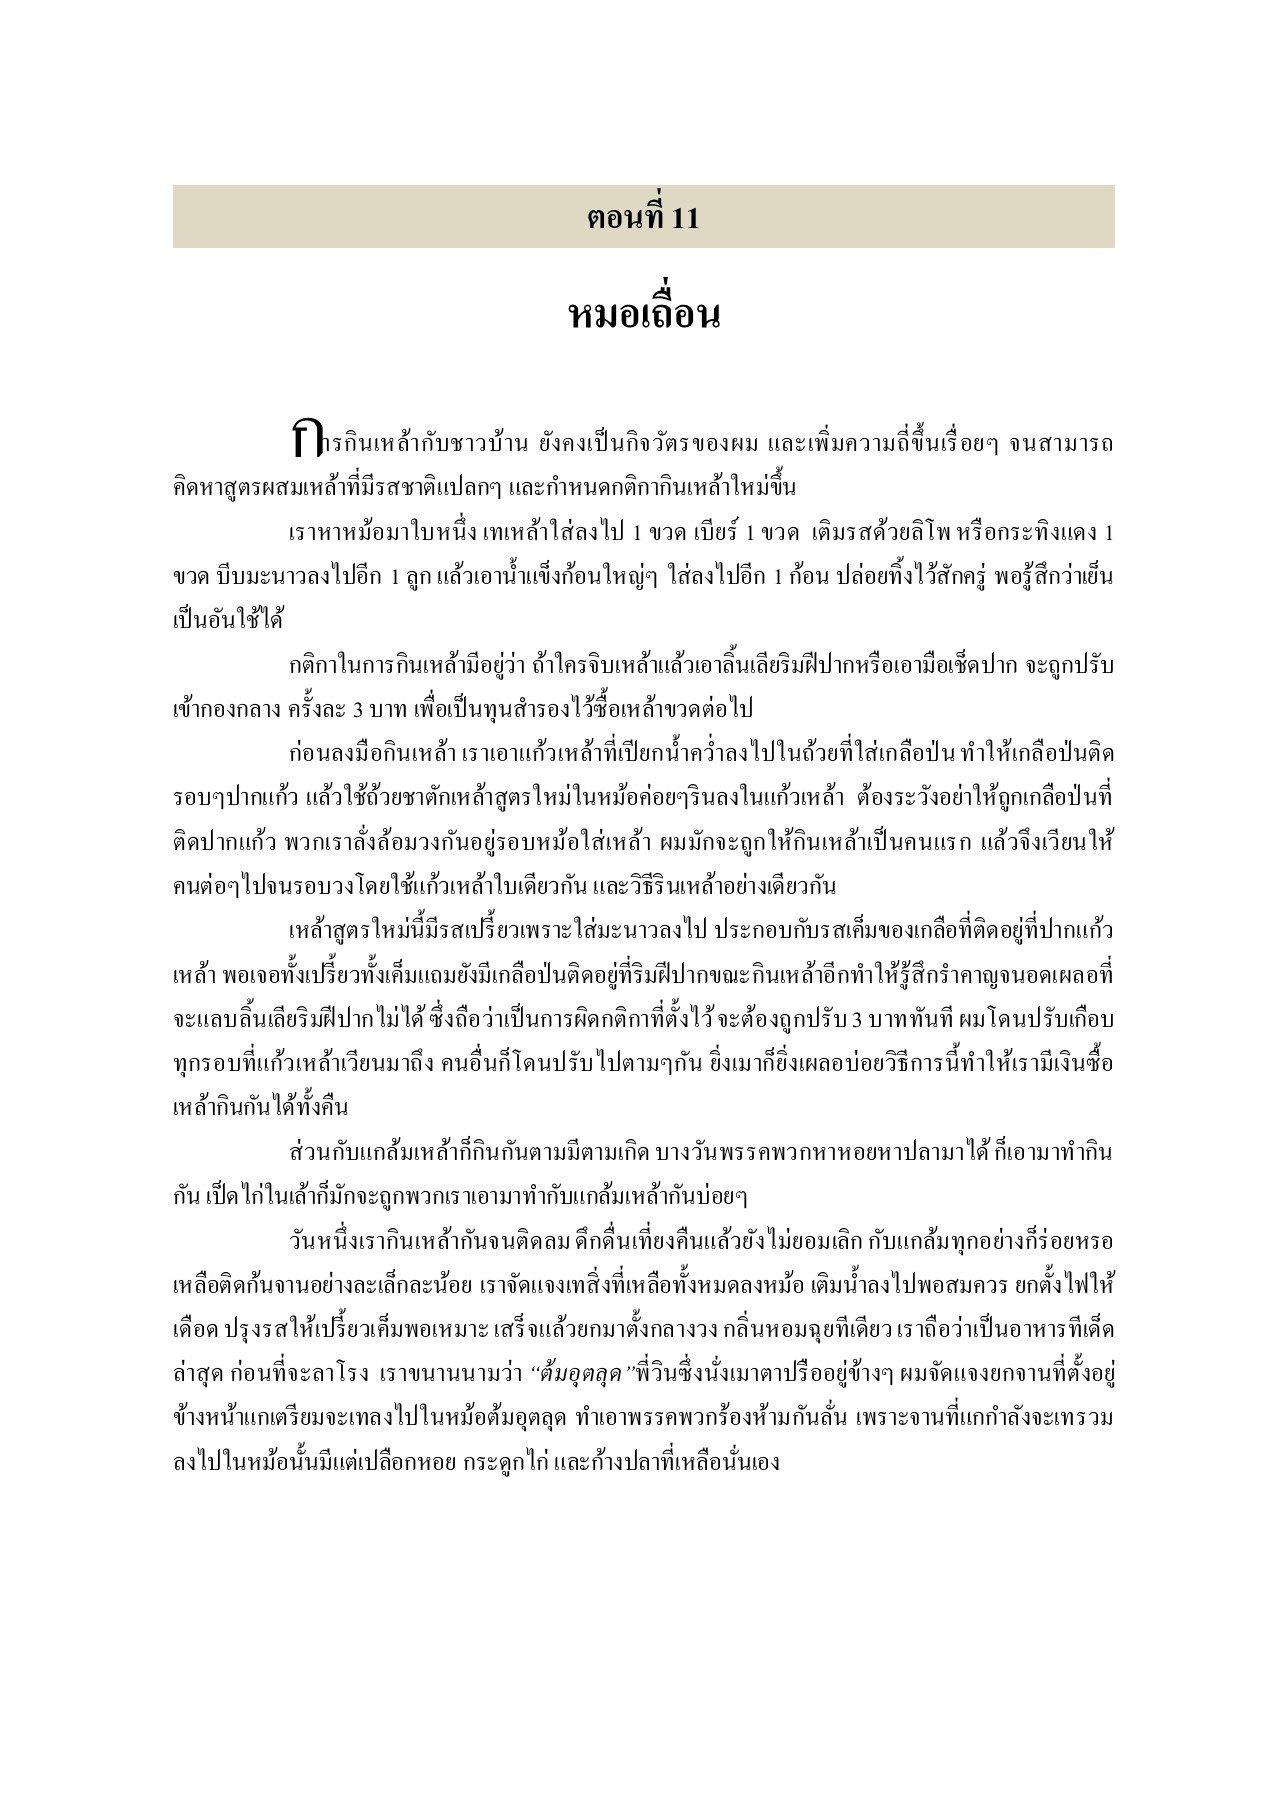 ตอนที่ 11
หมอเถื่อน
การกินเหล้ากับชาวบ้าน ยังคงเป็นกิจวัตรของผม และเพิ่มความถี่ขึ้นเรื่อยๆ จนสามารถ
คิดหาสูตรผสมเหล้าที่มีรสชาติแปลกๆ และกำหนดกติกากินเหล้าใหม่ขึ้น
เราหาหม้อมาใบหนึ่ง เทเหล้าใส่ลงไป 1 ขวด เบียร์ 1 ขวด เติมรสด้วยลิโพ หรือกระทิงแดง 1
ขวด บีบมะนาวลงไปอีก 1 ลูก แล้วเอาน้ำแข็งก้อนใหญ่ๆ ใส่ลงไปอีก 1 ก้อน ปล่อยทิ้งไว้สักครู่ พอรู้สึกว่าเย็น
เป็นอันใช้ได้
กติกาในการกินเหล้ามีอยู่ว่า ถ้าใครจิบเหล้าแล้วเอาลิ้นเลียริมฝีปากหรือเอามือเช็ดปาก จะถูกปรับ
เข้ากองกลาง ครั้งละ 3 บาท เพื่อเป็นทุนสำรองไว้ซื้อเหล้าขวดต่อไป
ก่อนลงมือกินเหล้า เราเอาแก้วเหล้าที่เปียกน้ำคว่ำลงไปในถ้วยที่ใส่เกลือป่น ทำให้เกลือป่นติด
รอบๆปากแก้ว แล้วใช้ถ้วยชาตักเหล้าสูตรใหม่ในหม้อค่อยๆรินลงในแก้วเหล้า ต้องระวังอย่าให้ถูกเกลือป่นที่
ติดปากแก้ว พวกเราลั่งล้อมวงกันอยู่รอบหม้อใส่เหล้า ผมมักจะถูกให้กินเหล้าเป็นคนแรก แล้วจึงเวียนให้
คนต่อๆไปจนรอบวงโดยใช้แก้วเหล้าใบเดียวกัน และวิธีรินเหล้าอย่างเดียวกัน
เหล้าสูตรใหม่นี้มีรสเปรี้ยวเพราะใส่มะนาวลงไป ประกอบกับรสเค็มของเกลือที่ติดอยู่ที่ปากแก้ว
เหล้า พอเจอทั้งเปรี้ยวทั้งเค็มแถมยังมีเกลือป่นติดอยู่ที่ริมฝีปากขณะกินเหล้าอีกทำให้รู้สึกรำคาญจนอดเผลอที่
จะแลบลิ้นเลียริมฝีปากไม่ได้ ซึ่งถือว่าเป็นการผิดกติกาที่ตั้งไว้ จะต้องถูกปรับ 3 บาททันที ผมโดนปรับเกือบ
ทุกรอบที่แก้วเหล้าเวียนมาถึง คนอื่นก็โดนปรับไปตามๆกัน ยิ่งเมาก็ยิ่งเผลอบ่อยวิธีการนี้ทำให้เรามีเงินซื้อ
เหล้ากินกันได้ทั้งคืน
ส่วนกับแกล้มเหล้าก็กินกันตามมีตามเกิด บางวันพรรคพวกหาหอยหาปลามาได้ ก็เอามาทำกิน
กัน เป็ดไก่ในเล้าก็มักจะถูกพวกเราเอามาทำกับแกล้มเหล้ากันบ่อยๆ
วันหนึ่งเรากินเหล้ากันจนติดลม ดึกดื่นเที่ยงคืนแล้วยังไม่ยอมเลิก กับแกล้มทุกอย่างก็ร่อยหรอ
เหลือติดก้นจานอย่างละเล็กละน้อย เราจัดแจงเทสิ่งที่เหลือทั้งหมดลงหม้อ เติมน้ำลงไปพอสมควร ยกตั้งไฟให้
เดือด ปรุงรสให้เปรี้ยวเค็มพอเหมาะ เสร็จแล้วยกมาตั้งกลางวง กลิ่นหอมฉุยทีเดียว เราถือว่าเป็นอาหารทีเด็ด
ล่าสุด ก่อนที่จะลาโรง เราขนานนามว่า “ต้มอุตลุด”พี่วินซึ่งนั่งเมาตาปรืออยู่ข้างๆ ผมจัดแจงยกจานที่ตั้งอยู่
ข้างหน้าแกเตรียมจะเทลงไปในหม้อต้มอุตลุด ทำเอาพรรคพวกร้องห้ามกันลั่น เพราะจานที่แกกำลังจะเทรวม
ลงไปในหม้อนั้นมีแต่เปลือกหอย กระดูกไก่ และก้างปลาที่เหลือนั่นเอง